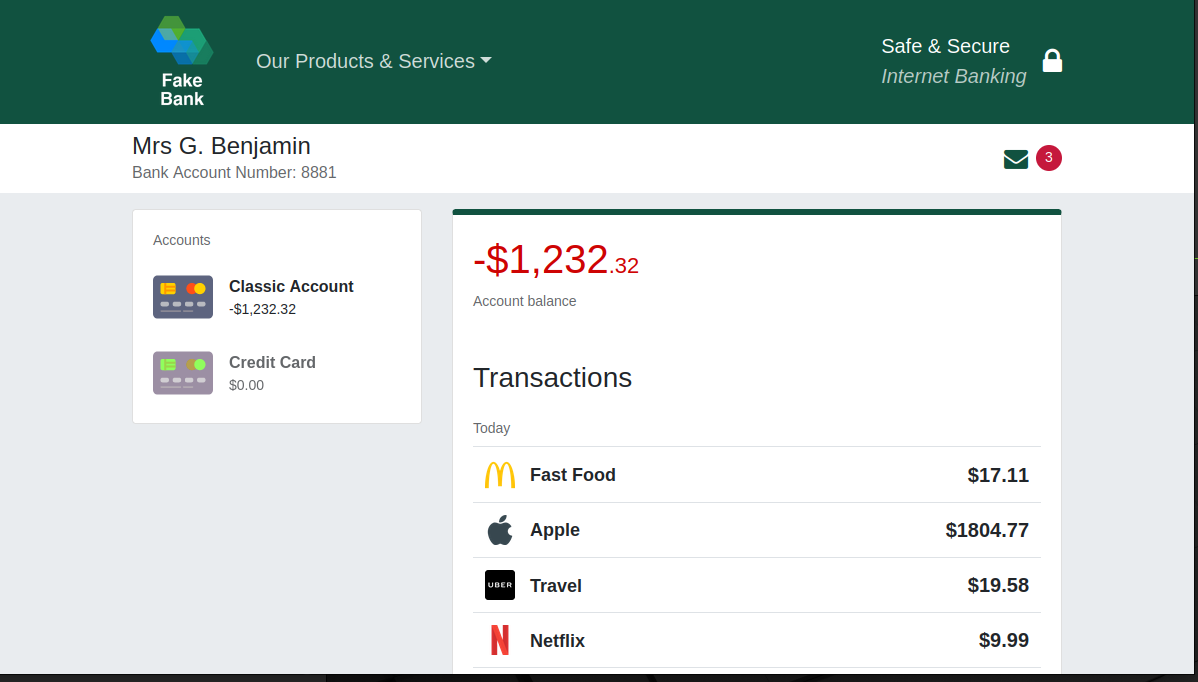 Fake
Bank
Our Products & Services
Safe & Secure
Internet Banking
Mrs G. Benjamin
Bank Account Number: 8881
3
Accounts
Classic Account
-$1,232.32
Credit Card
$0.00
-$1,232.32
Account balance
Transactions
Today
Fast Food $17.11
Apple $1804.77
UBER Travel $19.58
Netflix $9.99